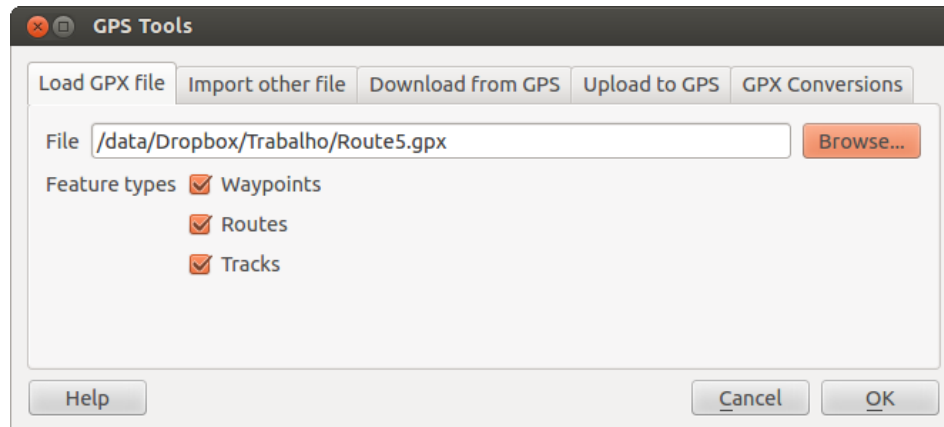 GPS Tools
Load GPX file Import other file Download from GPS Upload to GPS GPX Conversions
File /data/Dropbox/Trabalho/Route5.gpx Browse...
Feature types Waypoints
Routes
Tracks
Help Cancel OK